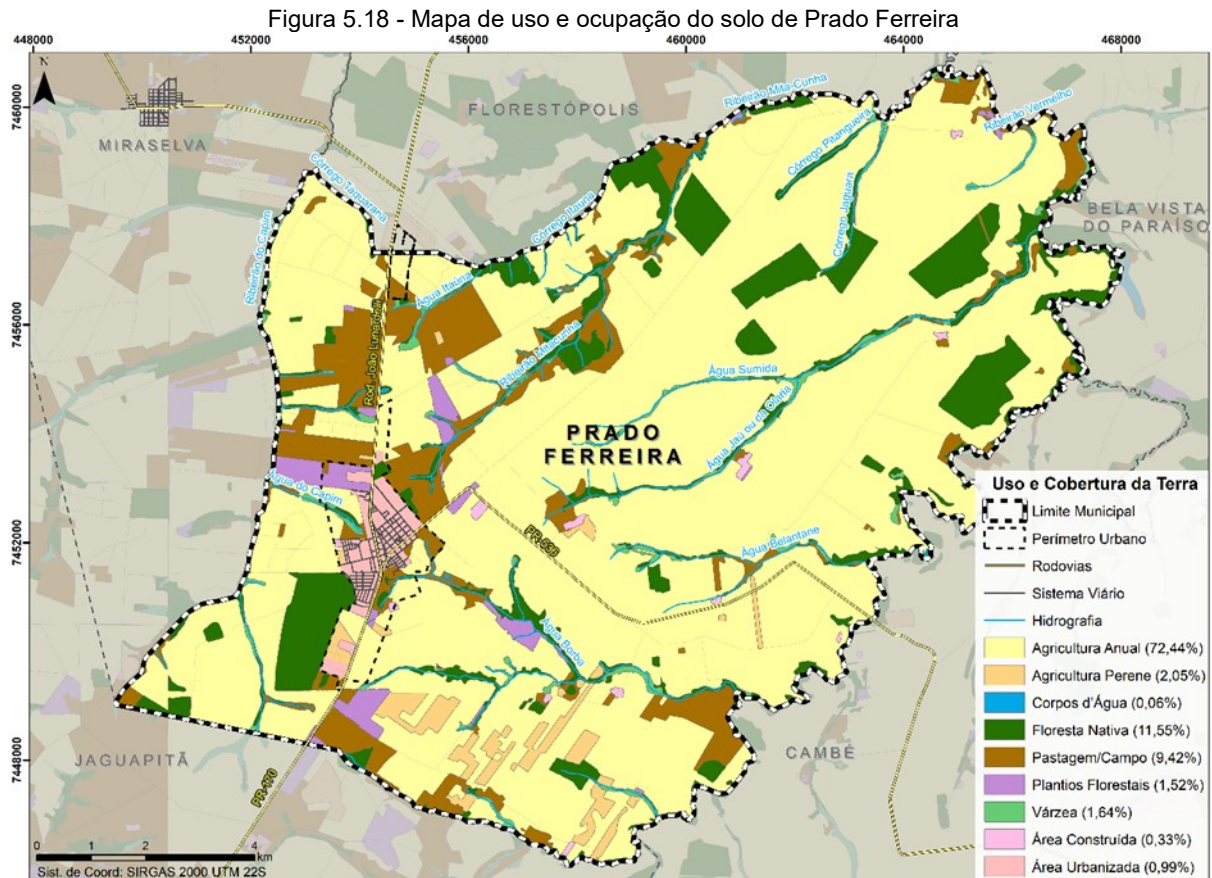 Figura 5.18 - Mapa de uso e ocupação do solo de Prado Ferreira
448000 452000 456000 460000 464000 468000
7460000
7456000
7452000
7448000
N
MIRASELVA
FLORESTÓPOLIS
BELA VISTA
DO PARAÍSO
Ribeirão Mita-Cunha
Ribeirão Vermelho
Córrego Pitangueira
Córrego Jaguara
Córrego Taquarana
Córrego Itaúna
Ribeirão do Capim
Água Itaúna
Rod. João Lunardelli
Ribeirão Mitacunha
Água Sumida
PRADO
FERREIRA
Água Jaú ou da Olaria
Água do Capim
PR-536
Água Belantane
Água Borba
JAGUAPITÃ
CAMBÉ
PR-170
Uso e Cobertura da Terra
Limite Municipal
Perímetro Urbano
Rodovias
Sistema Viário
Hidrografia
Agricultura Anual (72,44%)
Agricultura Perene (2,05%)
Corpos d'Água (0,06%)
Floresta Nativa (11,55%)
Pastagem/Campo (9,42%)
Plantios Florestais (1,52%)
Várzea (1,64%)
Área Construída (0,33%)
Área Urbanizada (0,99%)
0 1 2 4
km
Sist. de Coord: SIRGAS 2000 UTM 22S